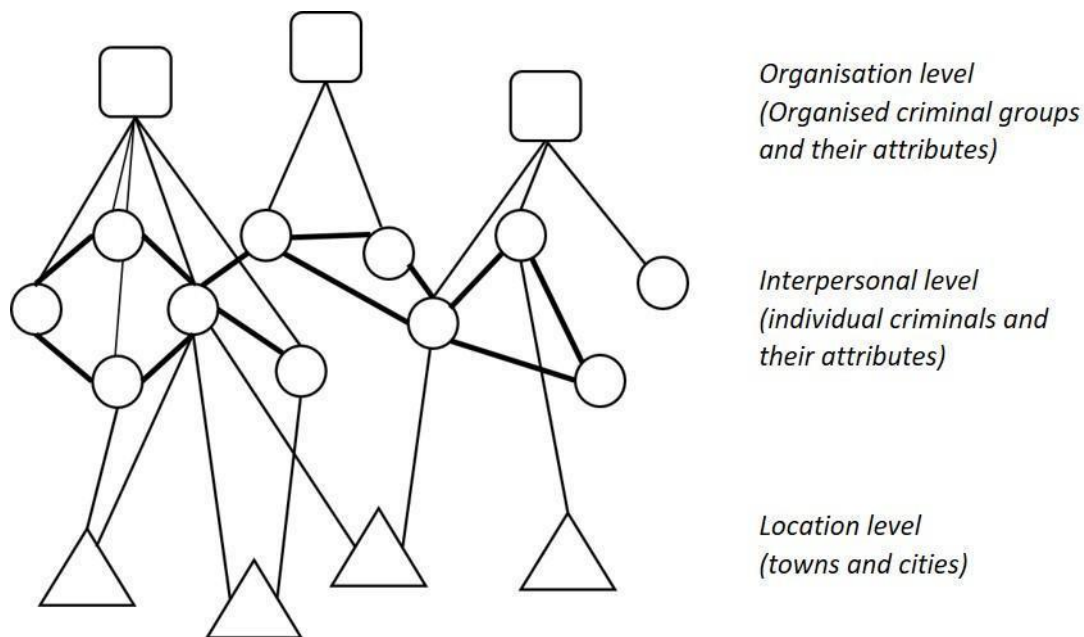 Organisation level
(Organised criminal groups
and their attributes)
Interpersonal level
(individual criminals and
their attributes)
Location level
(towns and cities)